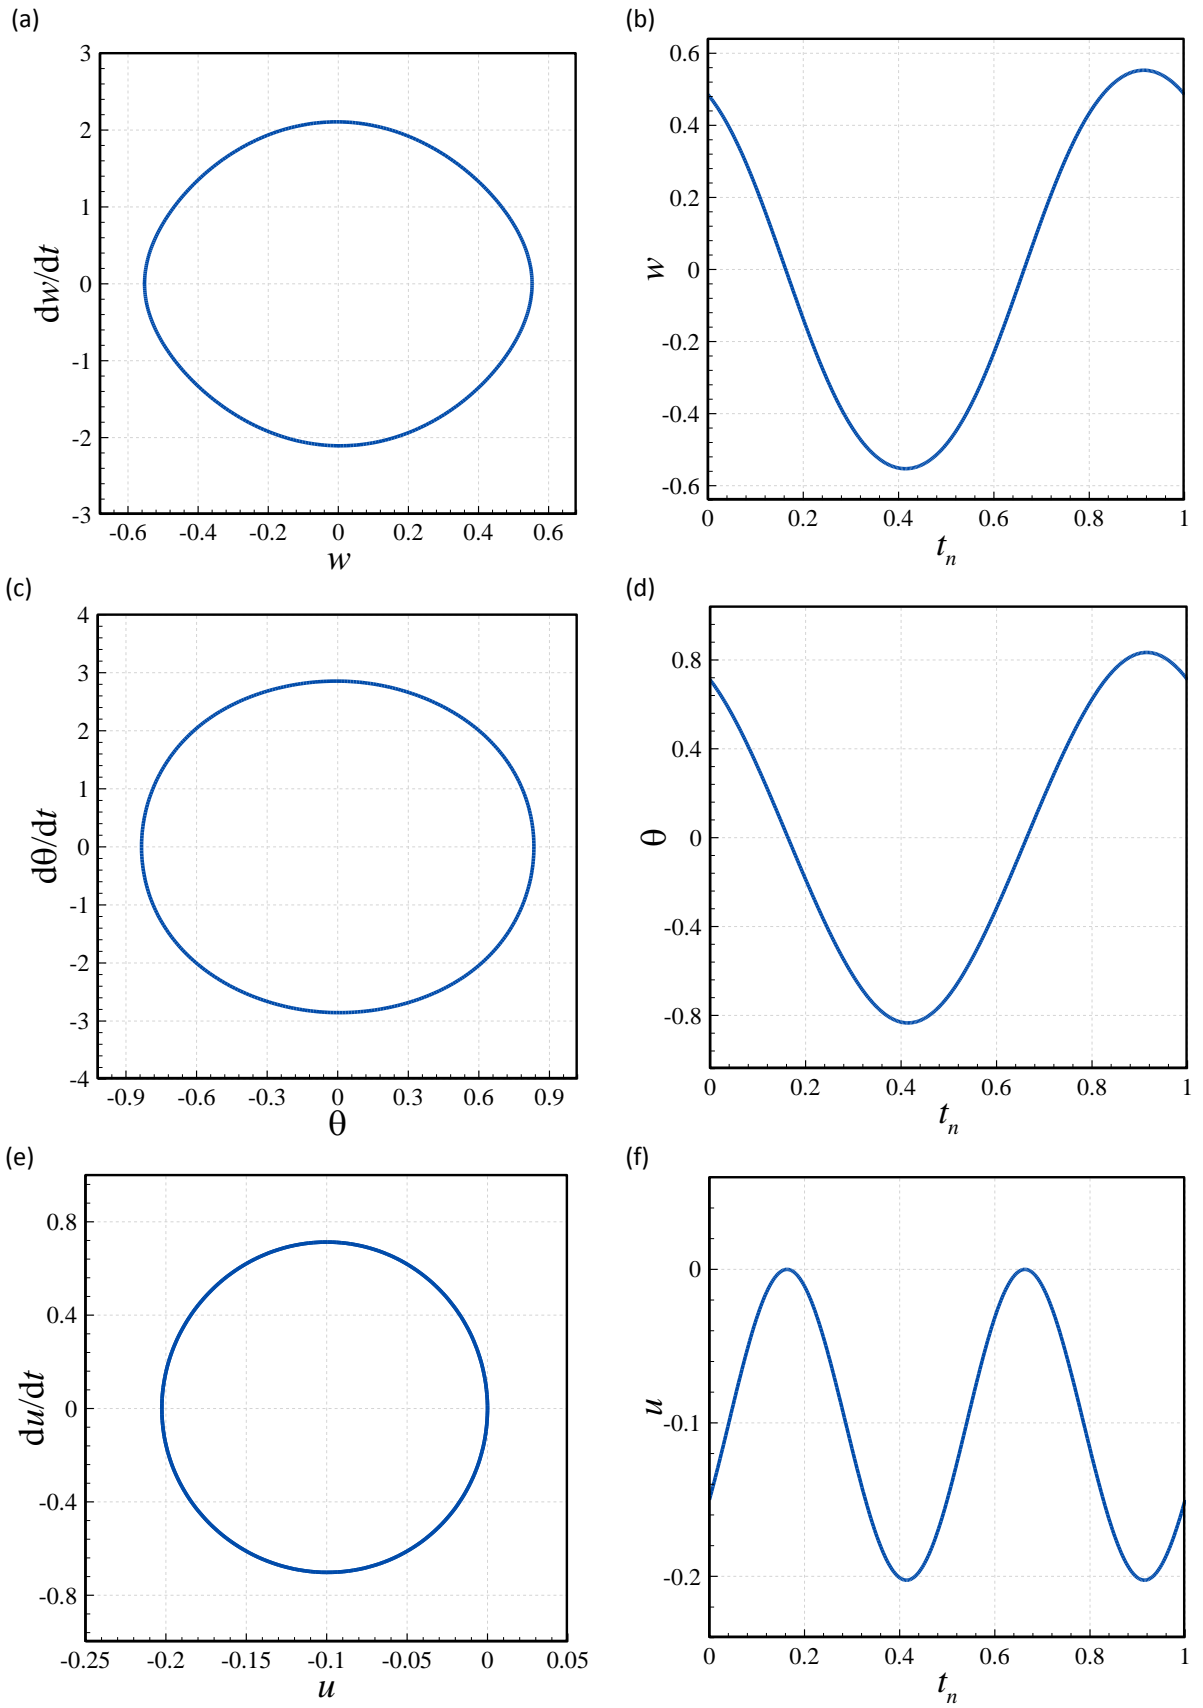 (a)
3
2
1
0
-1
-2
-3
dw/dt
-0.6 -0.4 -0.2 0 0.2 0.4 0.6
w
(b)
0.6
0.4
0.2
0
-0.2
-0.4
-0.6
w
0 0.2 0.4 0.6 0.8 1
t_n
(c)
4
3
2
1
0
-1
-2
-3
-4
dθ/dt
-0.9 -0.6 -0.3 0 0.3 0.6 0.9
θ
(d)
0.8
0.4
0
-0.4
-0.8
θ
0 0.2 0.4 0.6 0.8 1
t_n
(e)
0.8
0.4
0
-0.4
-0.8
du/dt
-0.25 -0.2 -0.15 -0.1 -0.05 0 0.05
u
(f)
0
-0.1
-0.2
u
0 0.2 0.4 0.6 0.8 1
t_n